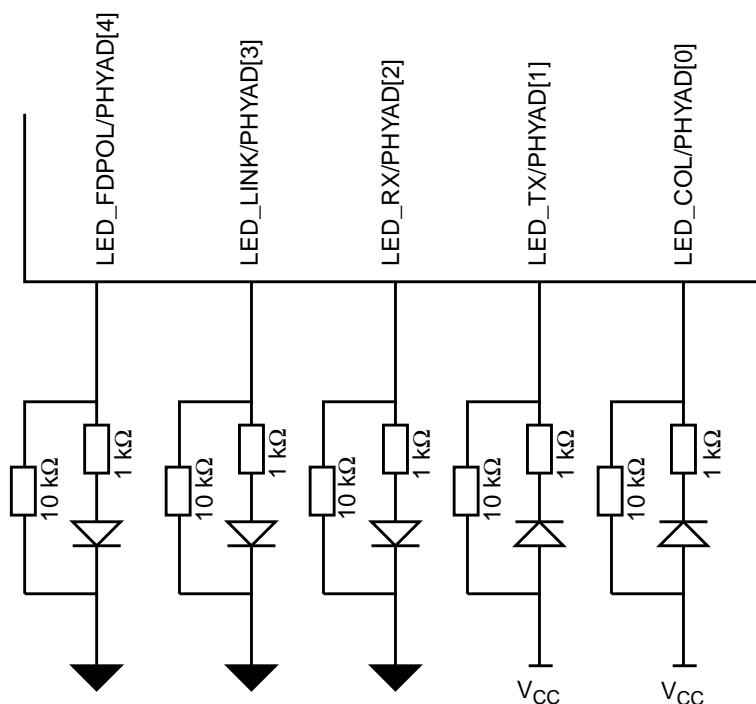 LED_FDPOL/PHYAD[4]
LED_LINK/PHYAD[3]
LED_RX/PHYAD[2]
LED_TX/PHYAD[1]
LED_COL/PHYAD[0]
10 kΩ
1 kΩ
10 kΩ
1 kΩ
10 kΩ
1 kΩ
10 kΩ
1 kΩ
10 kΩ
1 kΩ
VCC
VCC